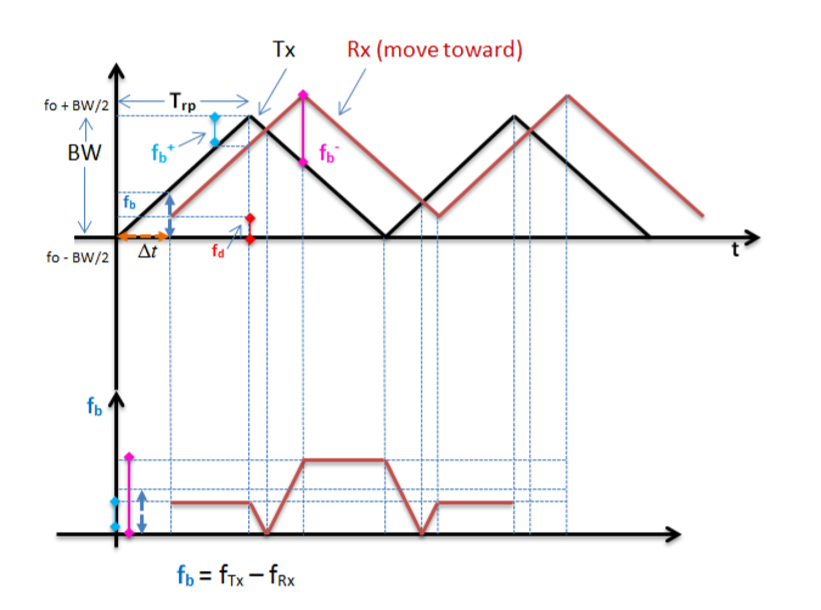 Tx
Rx (move toward)
fo + BW/2
Trp
BW
fb+
fb-
fb
fd
Δt
fo - BW/2
t
fb
fb = fTx – fRx